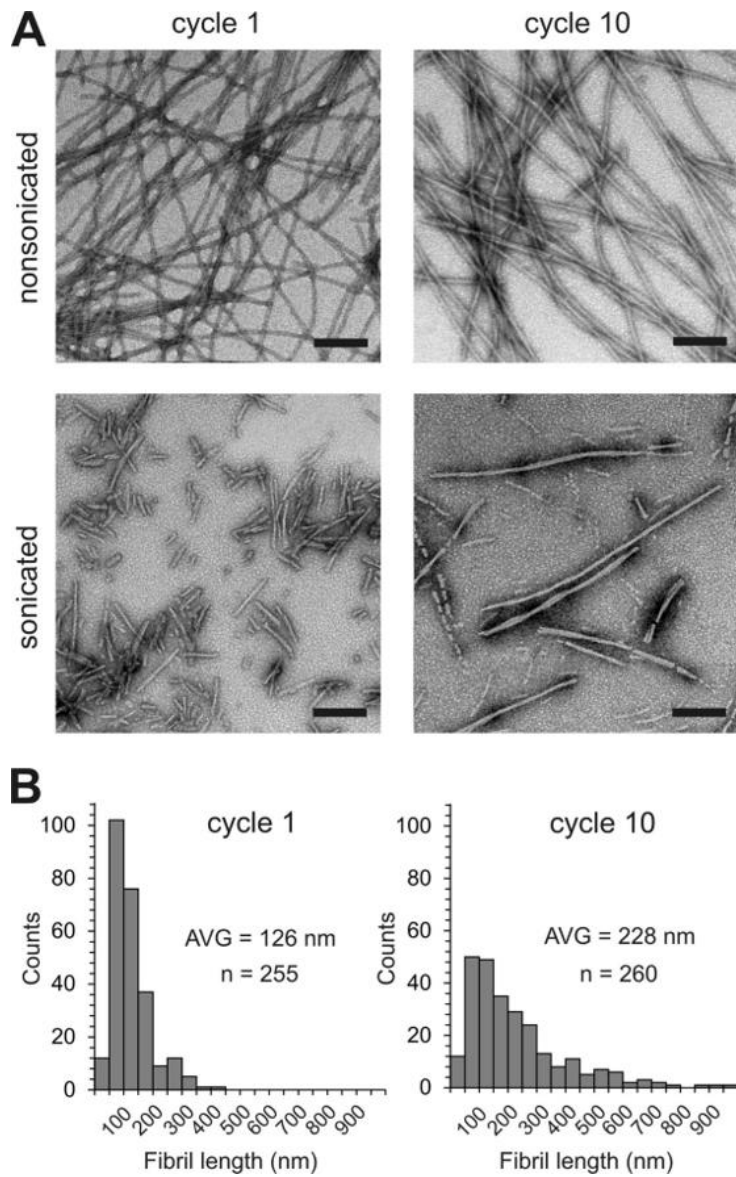 A
cycle 1
cycle 10
nonsonicated
sonicated
B
cycle 1
AVG = 126 nm
n = 255
Counts
100
80
60
40
20
0
100
200
300
400
500
600
700
800
900
Fibril length (nm)
cycle 10
AVG = 228 nm
n = 260
Counts
100
80
60
40
20
0
100
200
300
400
500
600
700
800
900
Fibril length (nm)